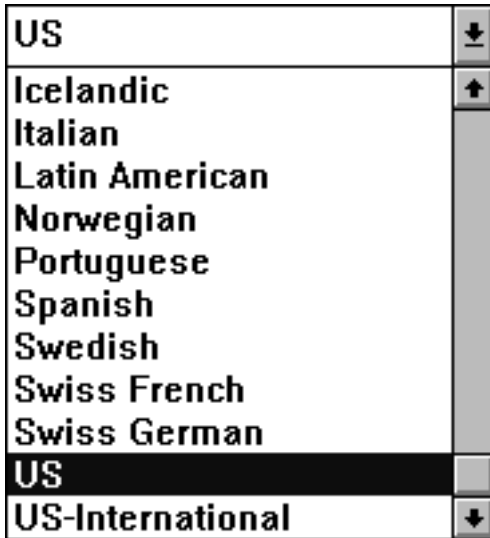 US
Icelandic
Italian
Latin American
Norwegian
Portuguese
Spanish
Swedish
Swiss French
Swiss German
US
US-International